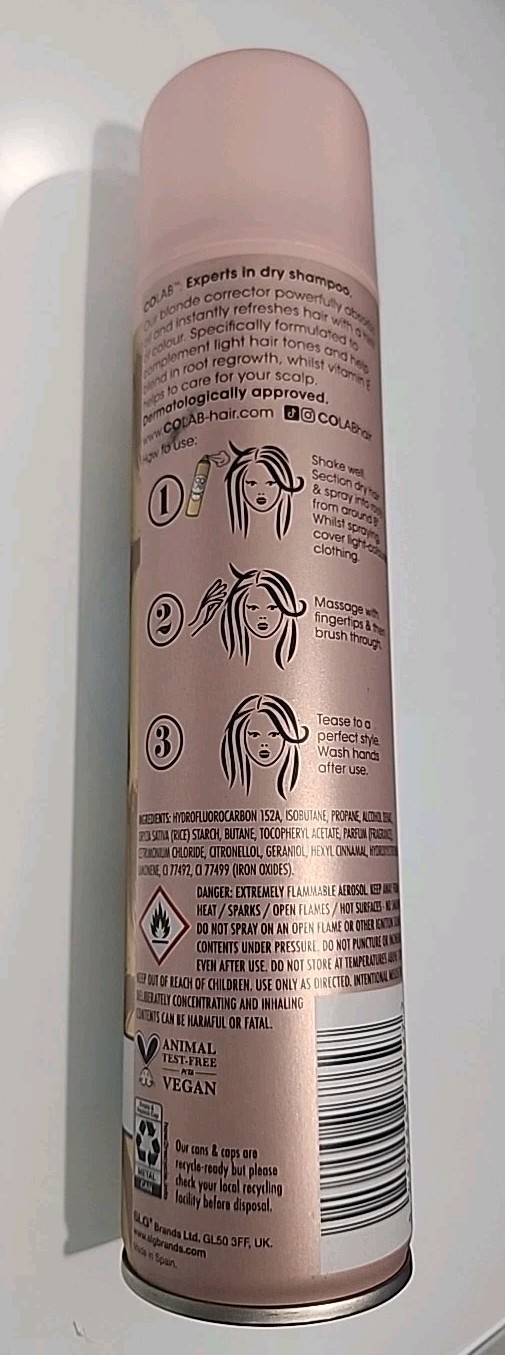 COLAB™. Experts in dry shampoo.
Our blonde corrector powerfully absorbs
oil and instantly refreshes hair with a
of colour. Specifically formulated to
complement light hair tones and help
blend in root regrowth, whilst vitamin E
helps to care for your scalp.
Dermatologically approved.
www.COLAB-hair.com COLABhair
How to use:
1
Shake well.
Section dry hair
& spray into roots
from around
Whilst spraying
cover light-coloured
clothing.
2
Massage with
fingertips & then
brush through.
3
Tease to a
perfect style.
Wash hands
after use.
INGREDIENTS: HYDROFLUOROCARBON 152A, ISOBUTANE, PROPANE, ALCOHOL DENAT.,
ORYZA SATIVA (RICE) STARCH, BUTANE, TOCOPHERYL ACETATE, PARFUM (FRAGRANCE),
CETRIMONIUM CHLORIDE, CITRONELLOL, GERANIOL, HEXYL CINNAMAL,
LIMONENE, CI 77492, CI 77499 (IRON OXIDES).
DANGER: EXTREMELY FLAMMABLE AEROSOL. KEEP AWAY FROM
HEAT / SPARKS / OPEN FLAMES / HOT SURFACES - NO
DO NOT SPRAY ON AN OPEN FLAME OR OTHER IGNITION
CONTENTS UNDER PRESSURE. DO NOT PUNCTURE OR
EVEN AFTER USE. DO NOT STORE AT TEMPERATURES ABOVE
KEEP OUT OF REACH OF CHILDREN. USE ONLY AS DIRECTED. INTENTIONAL MISUSE
DELIBERATELY CONCENTRATING AND INHALING
CONTENTS CAN BE HARMFUL OR FATAL.
ANIMAL
TEST-FREE
PETA
VEGAN
METAL
CAN
Our cans & caps are
recycle-ready but please
check your local recycling
facility before disposal.
SLG® Brands Ltd. GL50 3FF, UK.
www.slgbrands.com
Made in Spain.